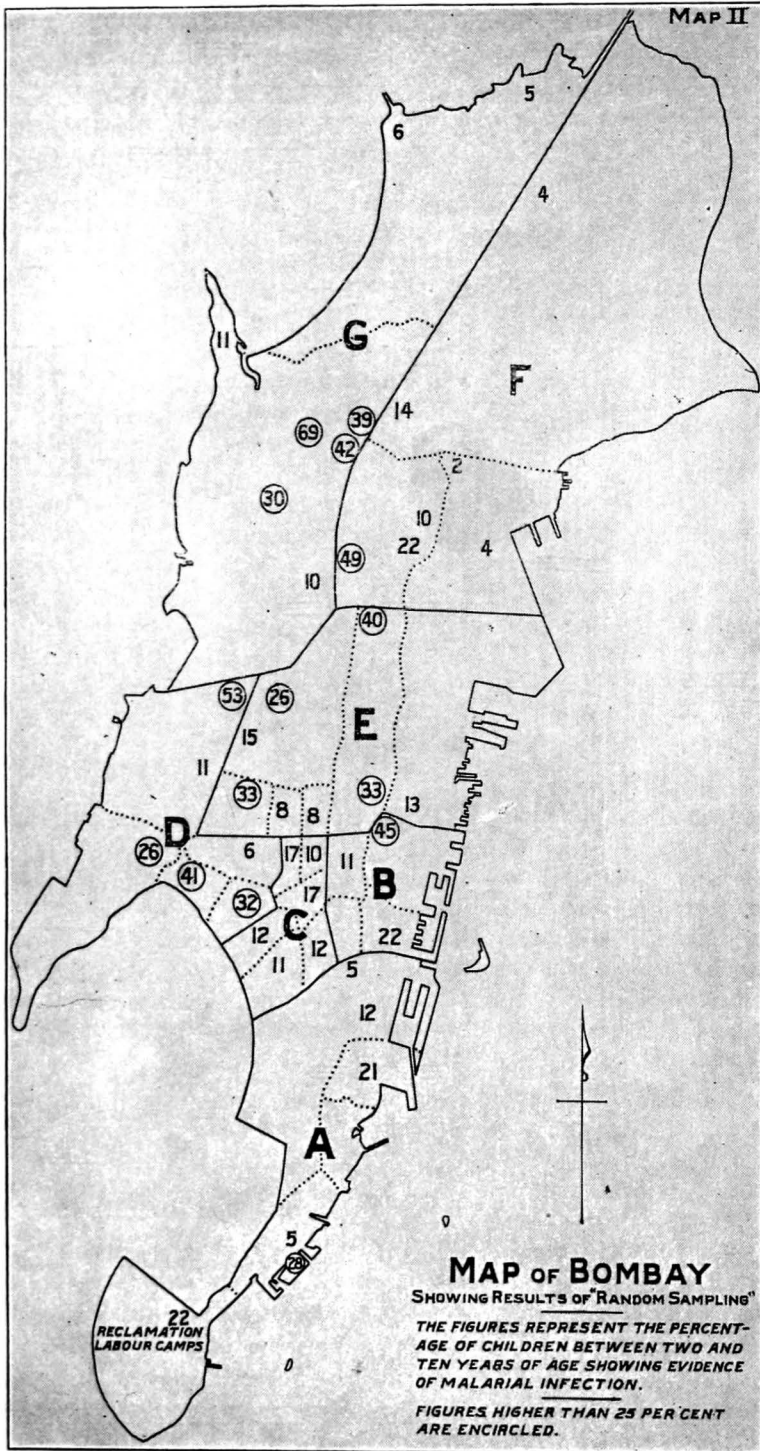 MAP II
5
6
4
11
G
F
39
14
69
42
2
30
10
22
4
49
10
40
53
26
E
15
11
33
33
8
8
13
45
D
6
17
10
11
26
41
B
17
32
C
12
12
22
11
5
12
21
A
5
28
22
RECLAMATION
LABOUR CAMPS
MAP OF BOMBAY
SHOWING RESULTS OF "RANDOM SAMPLING"
THE FIGURES REPRESENT THE PERCENT-
AGE OF CHILDREN BETWEEN TWO AND
TEN YEARS OF AGE SHOWING EVIDENCE
OF MALARIAL INFECTION.
FIGURES HIGHER THAN 25 PER CENT
ARE ENCIRCLED.